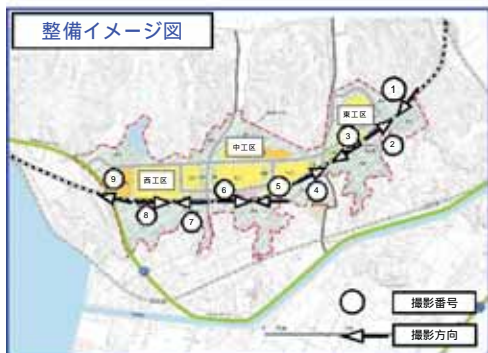 整備イメージ図
①
東工区
③
②
中工区
⑨
西工区
⑥
⑤
④
⑧
⑦
撮影番号
撮影方向